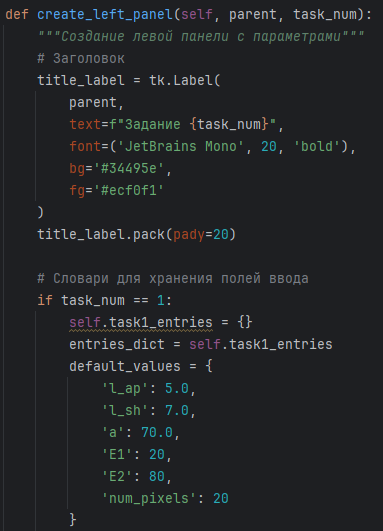 def create_left_panel(self, parent, task_num):
    """Создание левой панели с параметрами"""
    # Заголовок
    title_label = tk.Label(
        parent,
        text=f"Задание {task_num}",
        font=('JetBrains Mono', 20, 'bold'),
        bg='#34495e',
        fg='#ecf0f1'
    )
    title_label.pack(pady=20)

    # Словари для хранения полей ввода
    if task_num == 1:
        self.task1_entries = {}
        entries_dict = self.task1_entries
        default_values = {
            'l_ap': 5.0,
            'l_sh': 7.0,
            'a': 70.0,
            'E1': 20,
            'E2': 80,
            'num_pixels': 20
        }